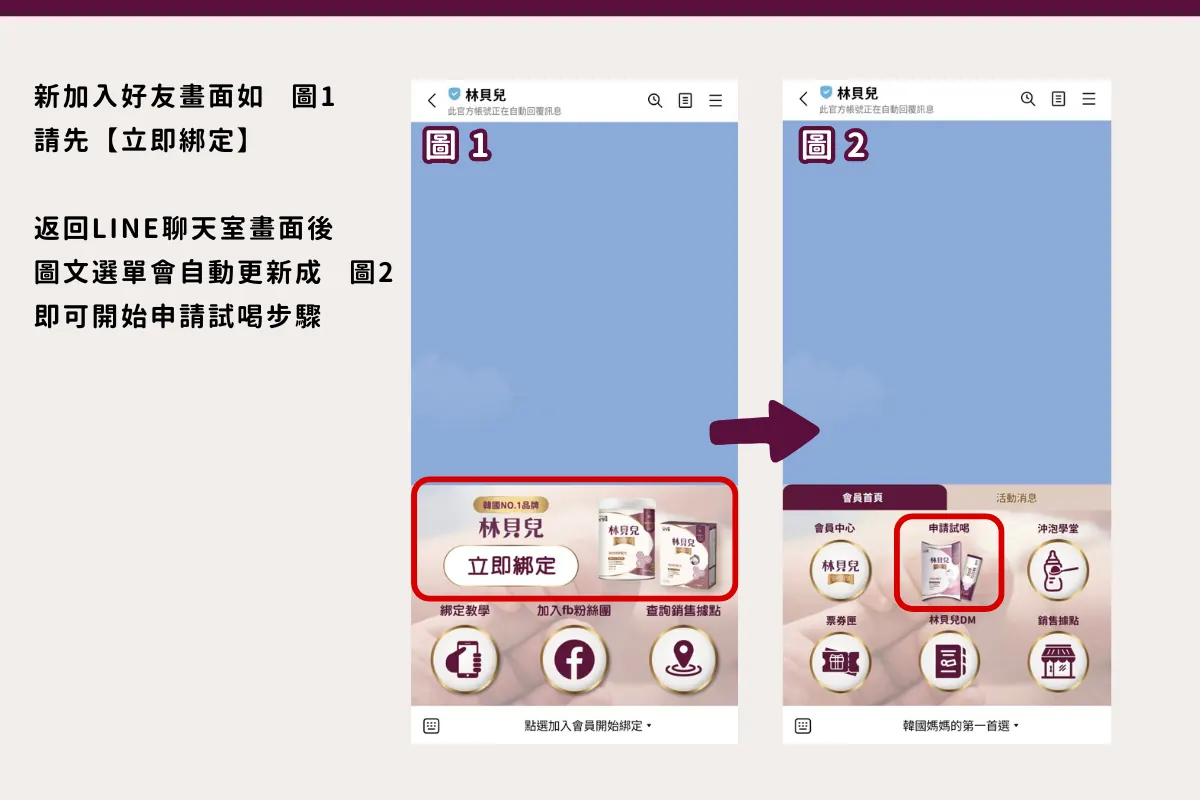 新加入好友畫面如 圖1
請先【立即綁定】
返回LINE聊天室畫面後
圖文選單會自動更新成 圖2
即可開始申請試喝步驟
林貝兒
此官方帳號正在自動回覆訊息
圖 1
韓國NO.1品牌
林貝兒
立即綁定
林貝兒
林貝兒
綁定教學
加入fb粉絲團
查詢銷售據點
點選加入會員開始綁定
林貝兒
此官方帳號正在自動回覆訊息
圖 2
會員首頁
活動消息
會員中心
申請試喝
沖泡學堂
林貝兒
林貝兒
票券匣
林貝兒DM
銷售據點
韓國媽媽的第一首選